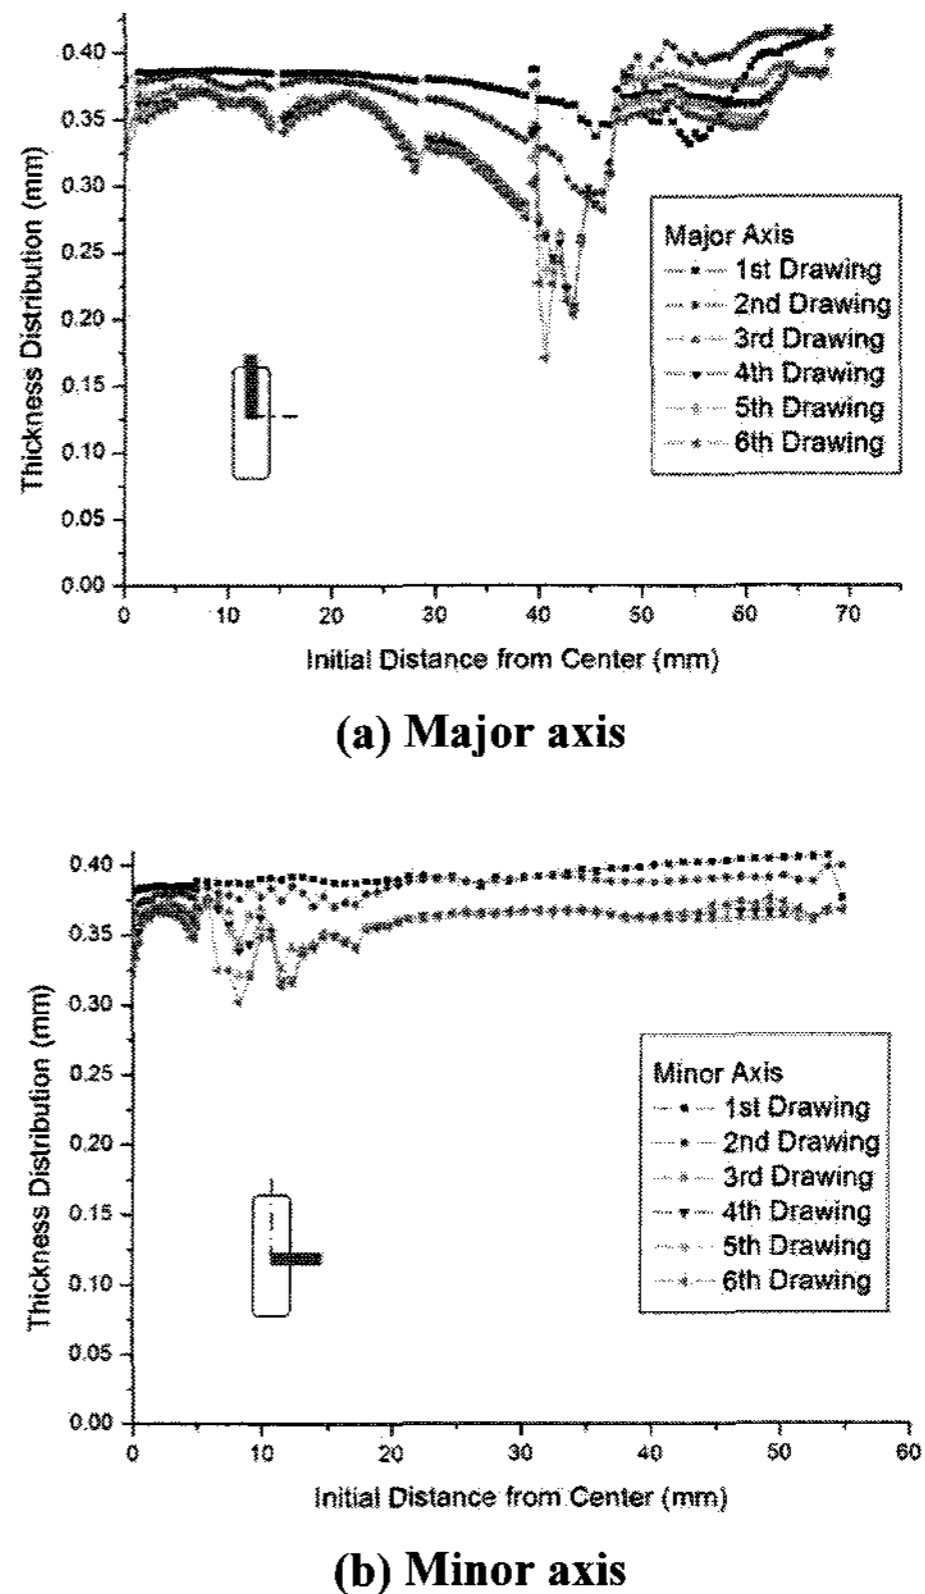 0.40
0.35
0.30
0.25
0.20
0.15
0.10
0.05
0.00
Thickness Distribution (mm)
Major Axis
1st Drawing
2nd Drawing
3rd Drawing
4th Drawing
5th Drawing
6th Drawing
0 10 20 30 40 50 60 70
Initial Distance from Center (mm)
(a) Major axis
0.40
0.35
0.30
0.25
0.20
0.15
0.10
0.05
0.00
Thickness Distribution (mm)
Minor Axis
1st Drawing
2nd Drawing
3rd Drawing
4th Drawing
5th Drawing
6th Drawing
0 10 20 30 40 50 60
Initial Distance from Center (mm)
(b) Minor axis